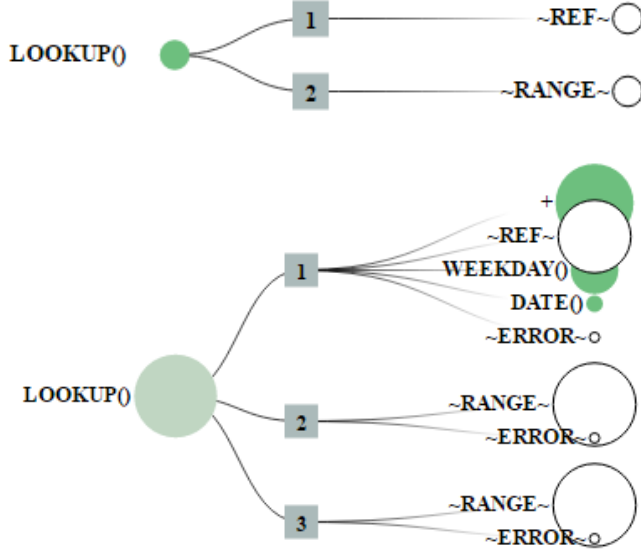 1
~REF~
LOOKUP()
2
~RANGE~
+
~REF~
1
WEEKDAY()
DATE()
~ERROR~
LOOKUP()
~RANGE~
2
~ERROR~
~RANGE~
3
~ERROR~